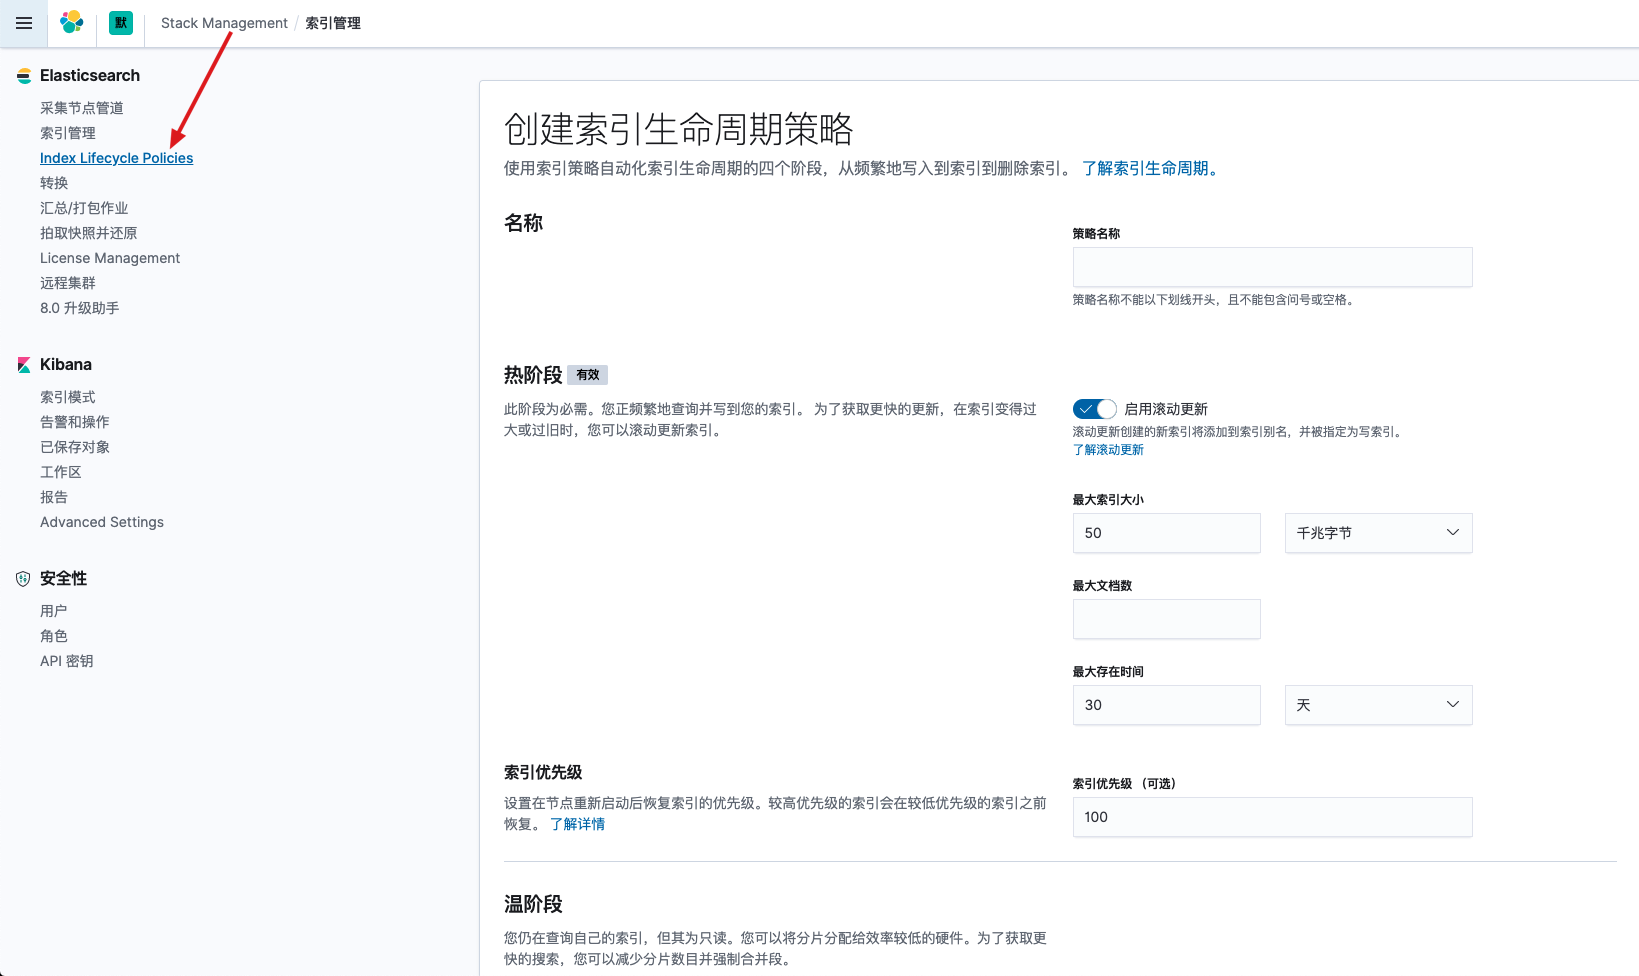 默
Stack Management / 索引管理
Elasticsearch
采集节点管道
索引管理
Index Lifecycle Policies
转换
汇总/打包作业
拍取快照并还原
License Management
远程集群
8.0 升级助手
Kibana
索引模式
告警和操作
已保存对象
工作区
报告
Advanced Settings
安全性
用户
角色
API 密钥
创建索引生命周期策略
使用索引策略自动化索引生命周期的四个阶段，从频繁地写入到索引到删除索引。 了解索引生命周期。
名称
策略名称
策略名称不能以下划线开头，且不能包含问号或空格。
热阶段 有效
此阶段为必需。您正频繁地查询并写到您的索引。 为了获取更快的更新，在索引变得过
大或过旧时，您可以滚动更新索引。
启用滚动更新
滚动更新创建的新索引将添加到索引别名，并被指定为写索引。
了解滚动更新
最大索引大小
50
千兆字节
最大文档数
最大存在时间
30
天
索引优先级
设置在节点重新启动后恢复索引的优先级。较高优先级的索引会在较低优先级的索引之前
恢复。 了解详情
索引优先级 （可选）
100
温阶段
您仍在查询自己的索引，但其为只读。您可以将分片分配给效率较低的硬件。为了获取更
快的搜索，您可以减少分片数目并强制合并段。